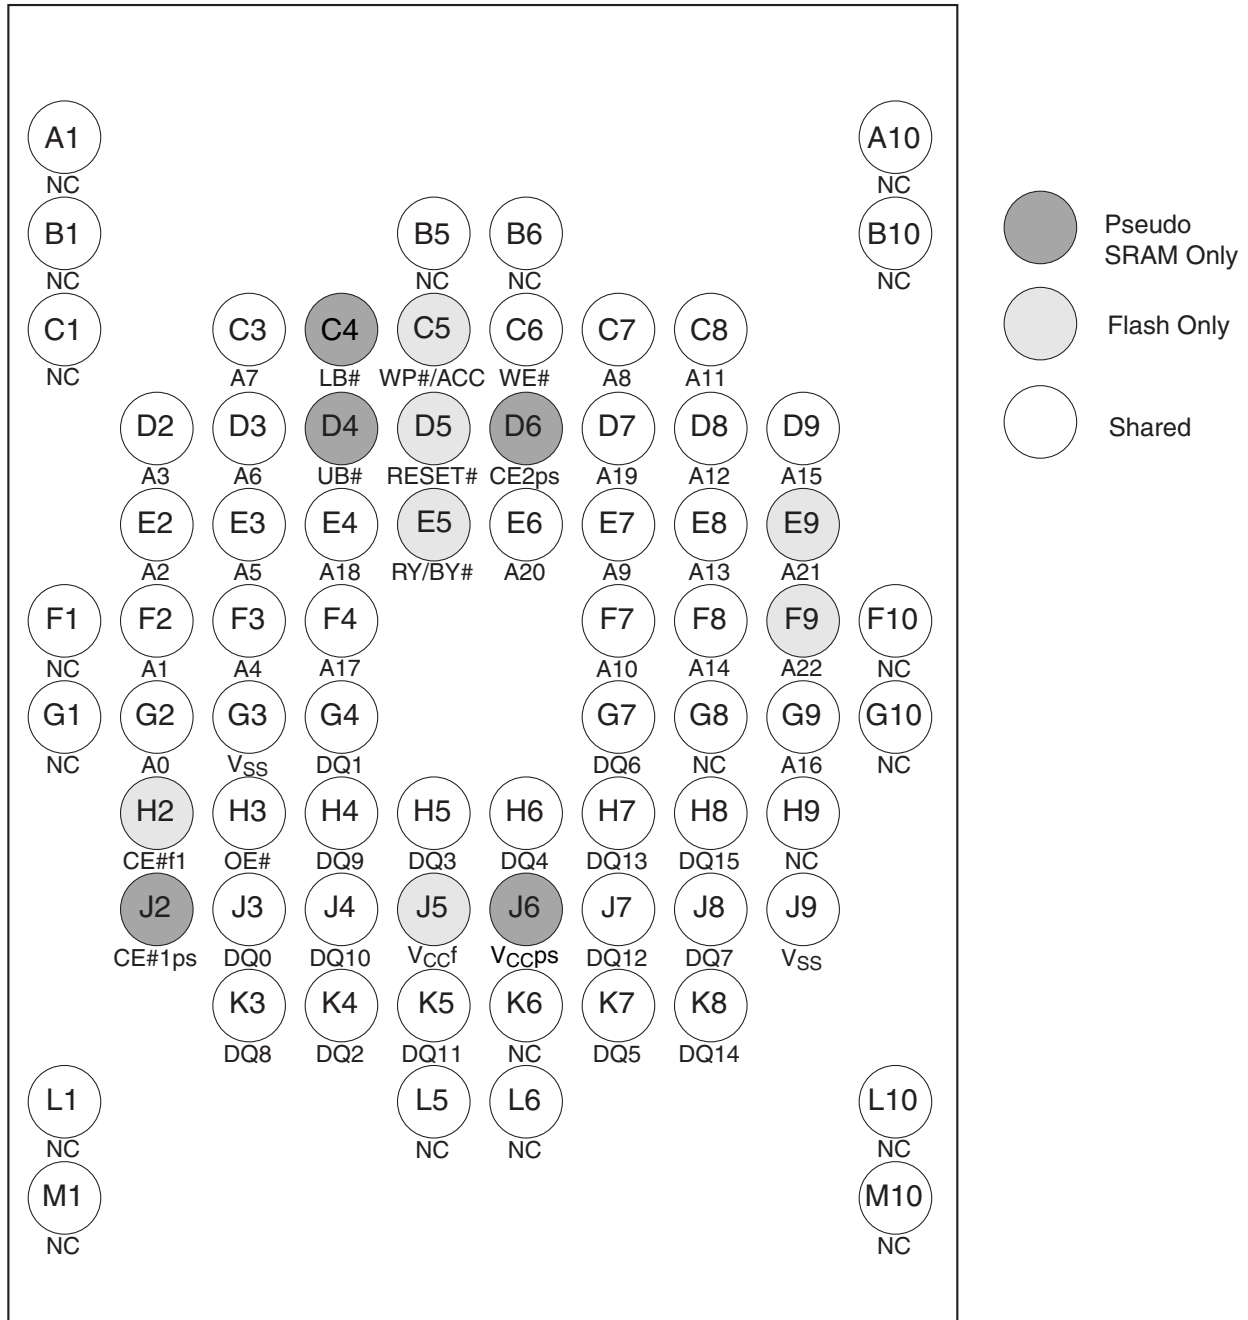 A1 A10
NC NC
B1 B5 B6 B10
NC NC NC NC
C1 C3 C4 C5 C6 C7 C8
NC A7 LB# WP#/ACC WE# A8 A11
D2 D3 D4 D5 D6 D7 D8 D9
A3 A6 UB# RESET# CE2ps A19 A12 A15
E2 E3 E4 E5 E6 E7 E8 E9
A2 A5 A18 RY/BY# A20 A9 A13 A21
F1 F2 F3 F4 F7 F8 F9 F10
NC A1 A4 A17 A10 A14 A22 NC
G1 G2 G3 G4 G7 G8 G9 G10
NC A0 VSS DQ1 DQ6 NC A16 NC
H2 H3 H4 H5 H6 H7 H8 H9
CE#f1 OE# DQ9 DQ3 DQ4 DQ13 DQ15 NC
J2 J3 J4 J5 J6 J7 J8 J9
CE#1ps DQ0 DQ10 VCCf VCCps DQ12 DQ7 VSS
K3 K4 K5 K6 K7 K8
DQ8 DQ2 DQ11 NC DQ5 DQ14
L1 L5 L6 L10
NC NC NC NC
M1 M10
NC NC
Pseudo
SRAM Only
Flash Only
Shared